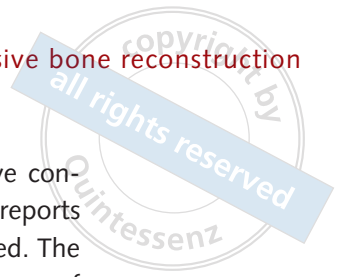 sive bone reconstruction
copyright by
all rights reserved
ve con-
reports
ed. The
Quintessenz